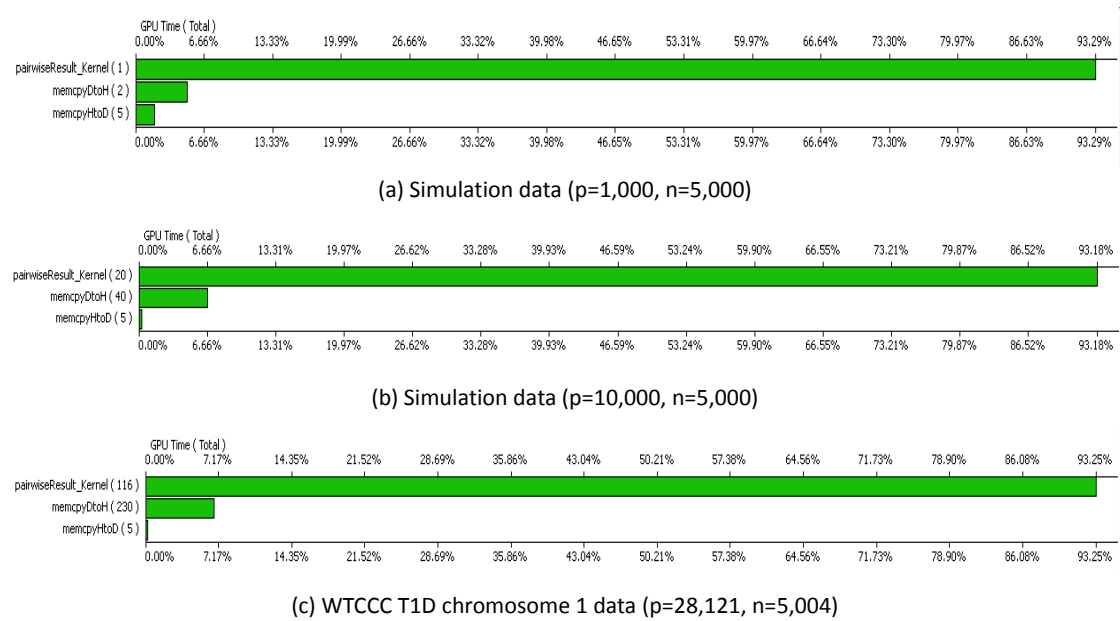 GPU Time ( Total )
0.00% 6.66% 13.33% 19.99% 26.66% 33.32% 39.98% 46.65% 53.31% 59.97% 66.64% 73.30% 79.97% 86.63% 93.29%
pairwiseResult_Kernel ( 1 )
memcpyDtoH ( 2 )
memcpyHtoD ( 5 )
0.00% 6.66% 13.33% 19.99% 26.66% 33.32% 39.98% 46.65% 53.31% 59.97% 66.64% 73.30% 79.97% 86.63% 93.29%
(a) Simulation data (p=1,000, n=5,000)
GPU Time ( Total )
0.00% 6.66% 13.31% 19.97% 26.62% 33.28% 39.93% 46.59% 53.24% 59.90% 66.55% 73.21% 79.87% 86.52% 93.18%
pairwiseResult_Kernel ( 20 )
memcpyDtoH ( 40 )
memcpyHtoD ( 5 )
0.00% 6.66% 13.31% 19.97% 26.62% 33.28% 39.93% 46.59% 53.24% 59.90% 66.55% 73.21% 79.87% 86.52% 93.18%
(b) Simulation data (p=10,000, n=5,000)
GPU Time ( Total )
0.00% 7.17% 14.35% 21.52% 28.69% 35.86% 43.04% 50.21% 57.38% 64.56% 71.73% 78.90% 86.08% 93.25%
pairwiseResult_Kernel ( 116 )
memcpyDtoH ( 230 )
memcpyHtoD ( 5 )
0.00% 7.17% 14.35% 21.52% 28.69% 35.86% 43.04% 50.21% 57.38% 64.56% 71.73% 78.90% 86.08% 93.25%
(c) WTCCC T1D chromosome 1 data (p=28,121, n=5,004)